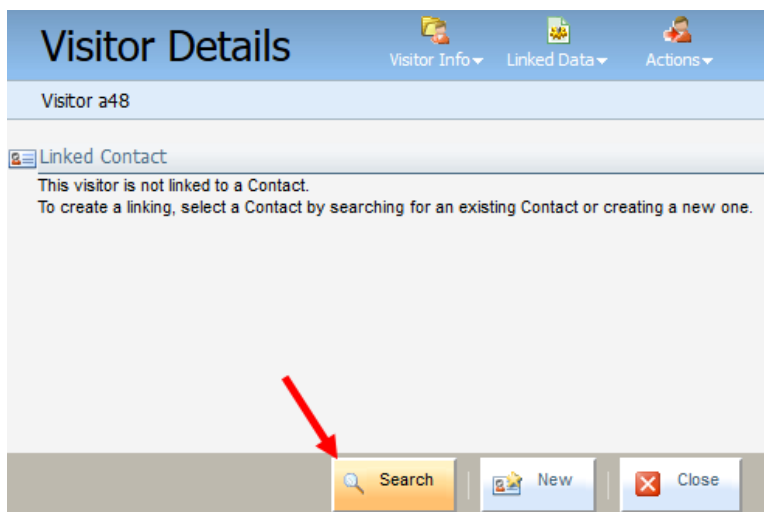 Visitor Details
Visitor Info
Linked Data
Actions
Visitor a48
Linked Contact
This visitor is not linked to a Contact.
To create a linking, select a Contact by searching for an existing Contact or creating a new one.
Search
New
Close